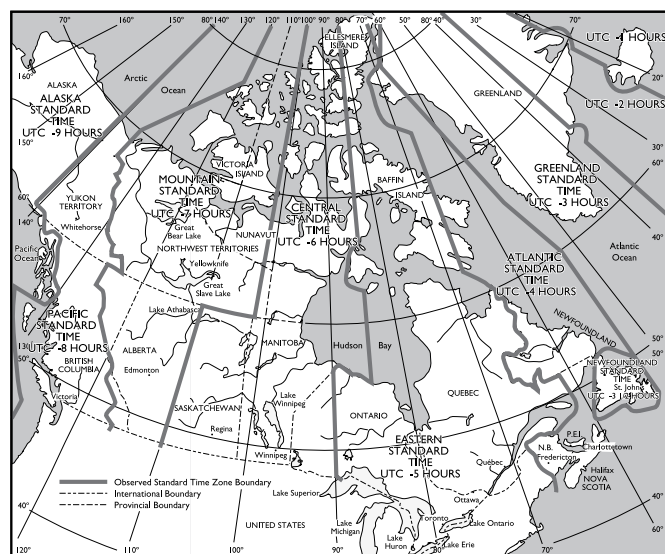 70° 80° 90° 100° 110° 120° 130° 140° 110° 100° 90° 80° 70° 60° 50° 80° 40° 30° 70°
160°
ELLESMERE
ISLAND
UTC -1 HOURS
20°
UTC -2 HOURS
30°
ALASKA
ALASKA
STANDARD
TIME
UTC -9 HOURS
150°
Arctic
Ocean
GREENLAND
60°
GREENLAND
STANDARD
TIME
UTC -3 HOURS
40°
VICTORIA
ISLAND
MOUNTAIN
STANDARD
TIME
UTC -7 HOURS
BAFFIN
ISLAND
60°
140°
YUKON
TERRITORY
Whitehorse
Great
Bear Lake
NUNAVUT
CENTRAL
STANDARD
TIME
UTC -6 HOURS
NORTHWEST TERRITORIES
Yellowknife
Great
Slave Lake
Pacific
Ocean
Atlantic
Ocean
ATLANTIC
STANDARD
TIME
UTC -4 HOURS
Lake Athabasca
PACIFIC
STANDARD
TIME
UTC -8 HOURS
130°
50°
BRITISH
COLUMBIA
Victoria
ALBERTA
Edmonton
MANITOBA
Hudson
Bay
NEWFOUNDLAND
50°
50°
NEWFOUNDLAND
STANDARD
TIME
St. John's
SASKATCHEWAN
Regina
Lake
Winnipeg
Winnipeg
ONTARIO
QUEBEC
EASTERN
STANDARD
TIME
UTC -5 HOURS
Québec
P.E.I.
Charlottetown
N.B.
Fredericton
Halifax
NOVA
SCOTIA
Observed Standard Time Zone Boundary
International Boundary
Provincial Boundary
Lake Superior
Ottawa
Toronto
Lake Ontario
Lake Erie
Lake
Michigan
Lake
Huron
UNITED STATES
40°
40°
120° 110° 100° 90° 80° 70° 60°